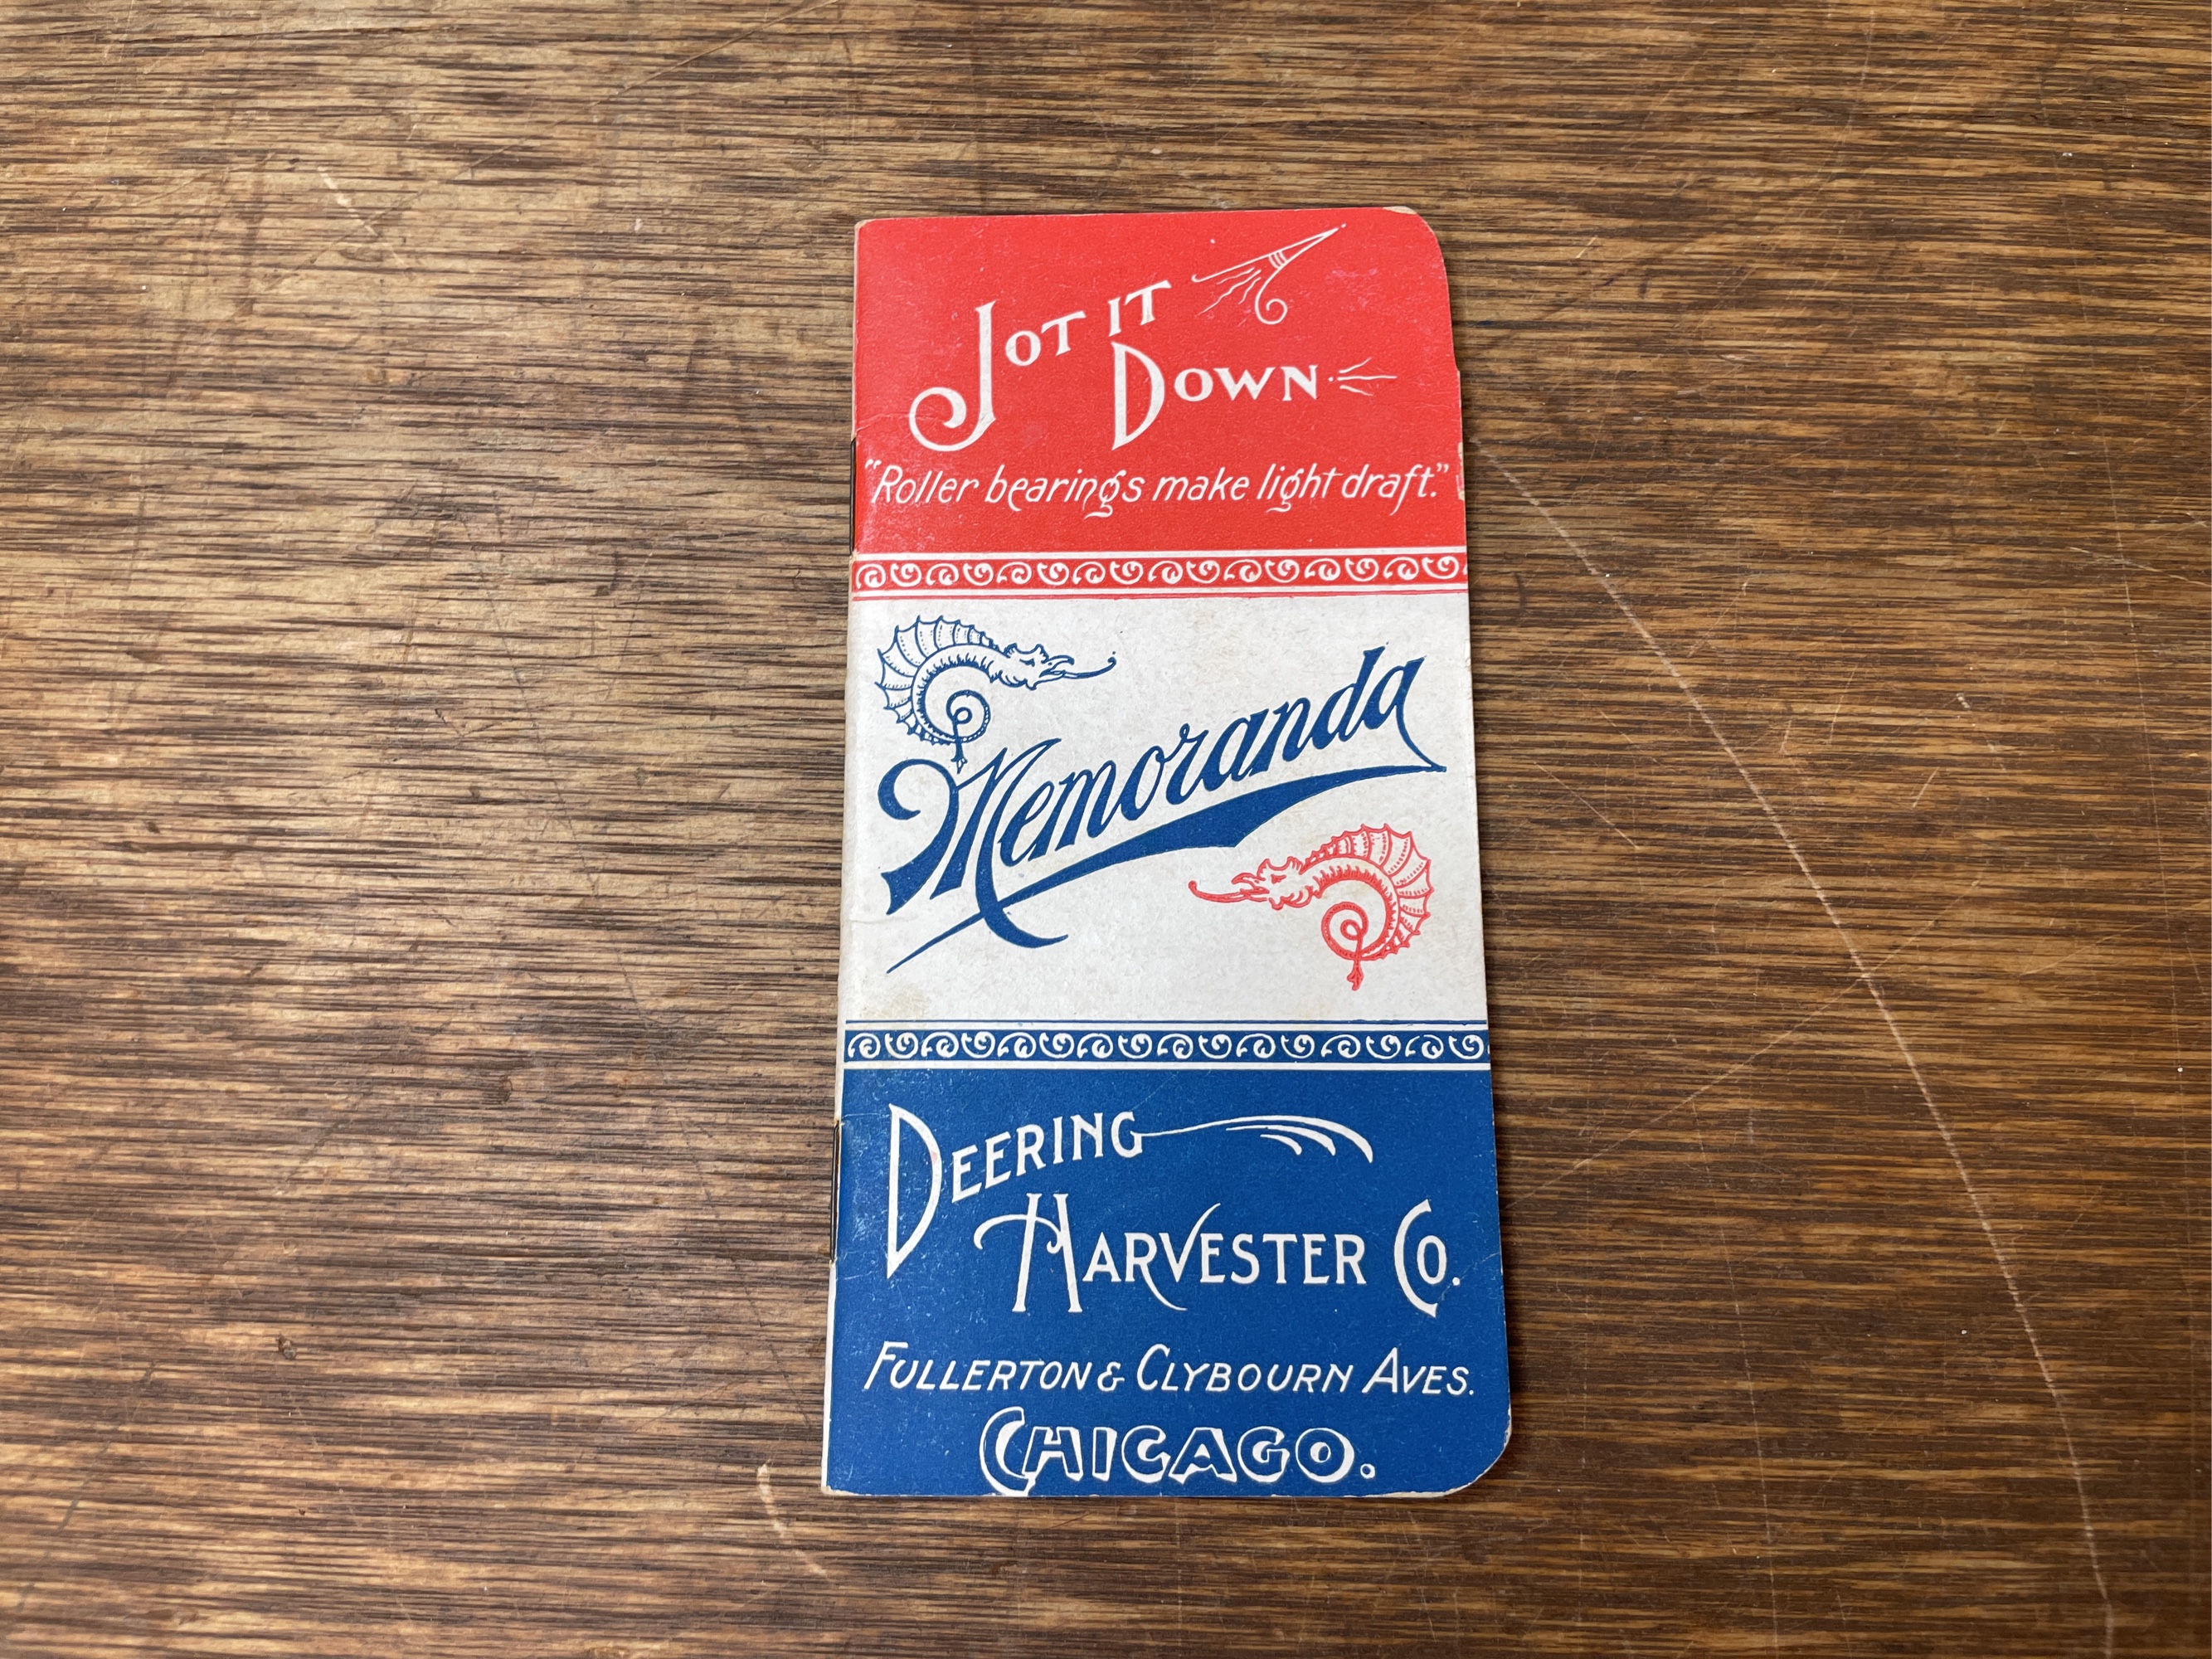 JOT IT
DOWN
"Roller bearings make light draft."
Memoranda
DEERING
HARVESTER CO.
FULLERTON & CLYBOURN AVES.
CHICAGO.